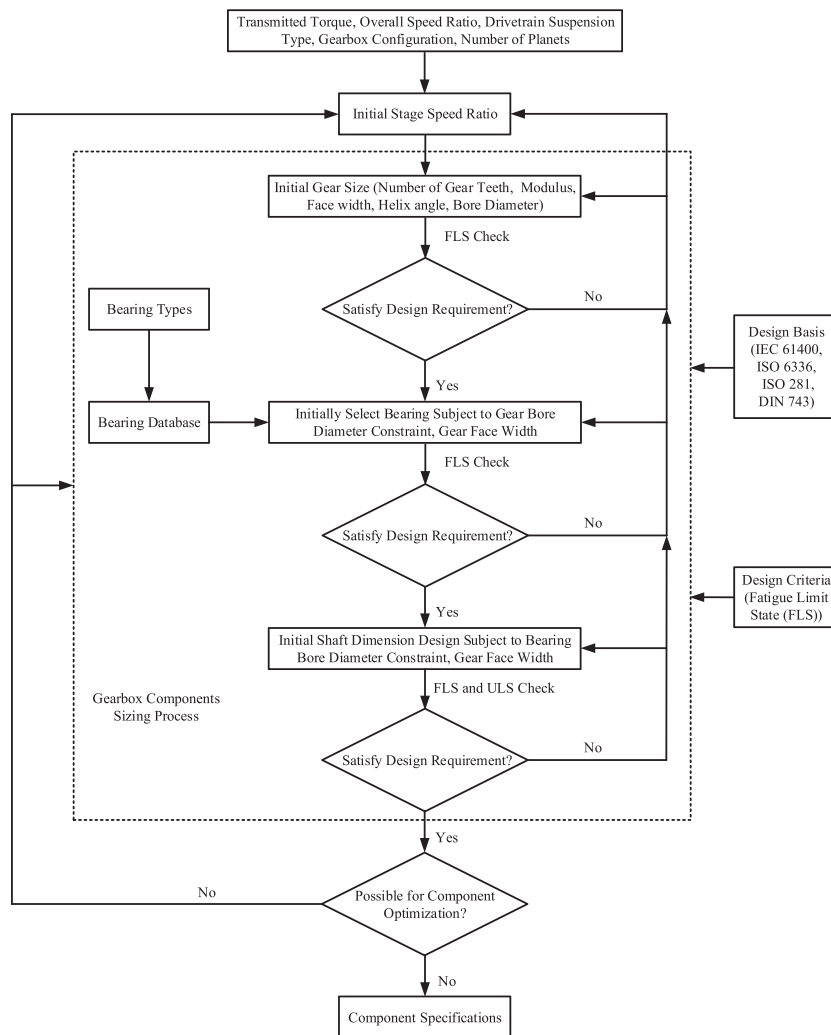 Transmitted Torque, Overall Speed Ratio, Drivetrain Suspension
Type, Gearbox Configuration, Number of Planets
Initial Stage Speed Ratio
Initial Gear Size (Number of Gear Teeth, Modulus,
Face width, Helix angle, Bore Diameter)
FLS Check
Satisfy Design Requirement?
No
Yes
Bearing Types
Bearing Database
Design Basis
(IEC 61400,
ISO 6336,
ISO 281,
DIN 743)
Initially Select Bearing Subject to Gear Bore
Diameter Constraint, Gear Face Width
FLS Check
Satisfy Design Requirement?
No
Yes
Design Criteria
(Fatigue Limit
State (FLS))
Initial Shaft Dimension Design Subject to Bearing
Bore Diameter Constraint, Gear Face Width
FLS and ULS Check
Gearbox Components
Sizing Process
Satisfy Design Requirement?
No
Yes
Possible for Component
Optimization?
No
No
Component Specifications